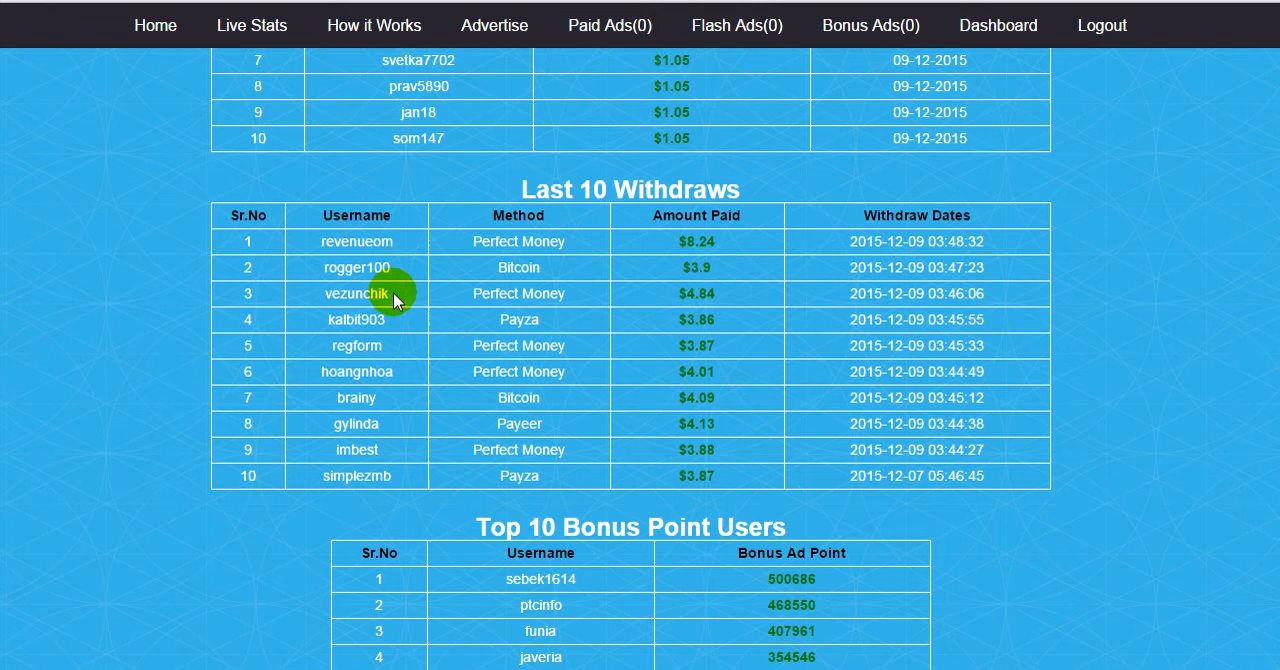 Home Live Stats How it Works Advertise Paid Ads(0) Flash Ads(0) Bonus Ads(0) Dashboard Logout
7 svetka7702 $1.05 09-12-2015
8 prav5890 $1.05 09-12-2015
9 jan18 $1.05 09-12-2015
10 som147 $1.05 09-12-2015
Last 10 Withdraws
Sr.No Username Method Amount Paid Withdraw Dates
1 revenueom Perfect Money $8.24 2015-12-09 03:48:32
2 rogger100 Bitcoin $3.9 2015-12-09 03:47:23
3 vezunchik Perfect Money $4.84 2015-12-09 03:46:06
4 kalbit903 Payza $3.86 2015-12-09 03:45:55
5 regform Perfect Money $3.87 2015-12-09 03:45:33
6 hoangnhoa Perfect Money $4.01 2015-12-09 03:44:49
7 brainy Bitcoin $4.09 2015-12-09 03:45:12
8 gylinda Payeer $4.13 2015-12-09 03:44:38
9 imbest Perfect Money $3.88 2015-12-09 03:44:27
10 simplezmb Payza $3.87 2015-12-07 05:46:45
Top 10 Bonus Point Users
Sr.No Username Bonus Ad Point
1 sebek1614 500686
2 ptcinfo 468550
3 funia 407961
4 javeria 354546